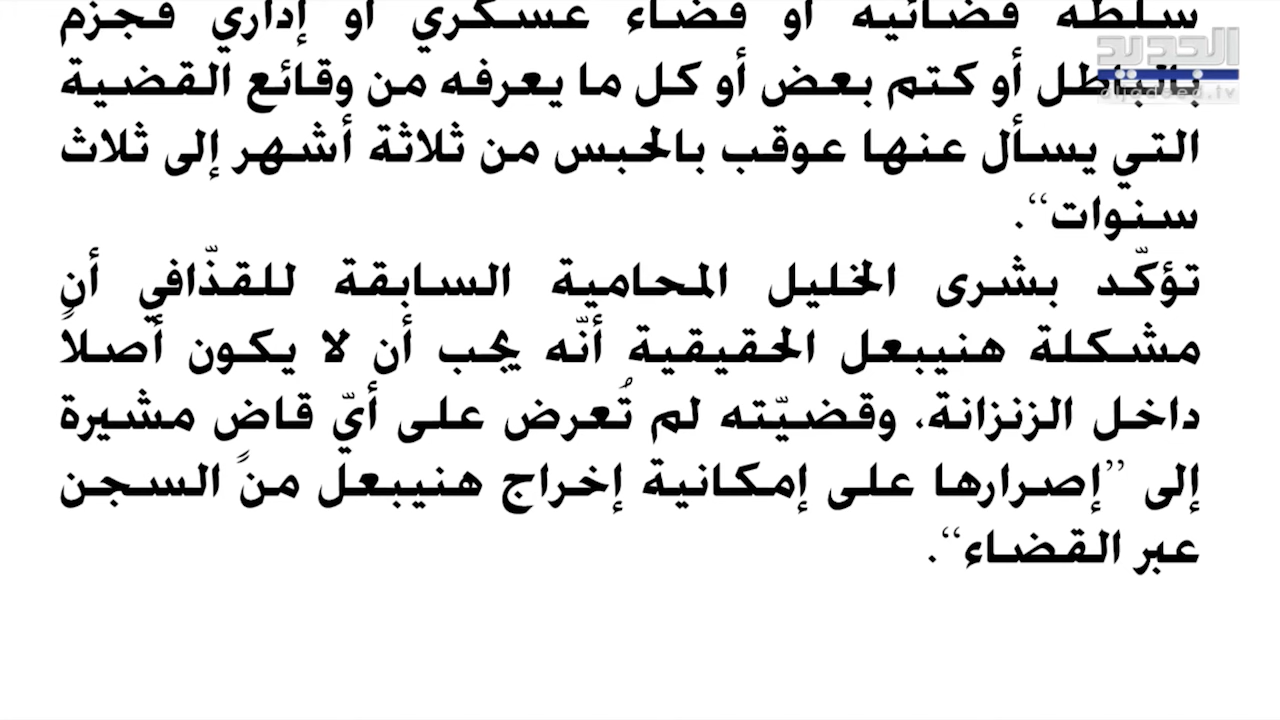 سلطة قضائية أو قضاء عسكري أو إداري فجزم
بالباطل أو كتم بعض أو كل ما يعرفه من وقائع القضية
التي يسأل عنها عوقب بالحبس من ثلاثة أشهر إلى ثلاث
سنوات“.
تؤكّد بشرى الخليل المحامية السابقة للقذّافي أن
مشكلة هنيبعل الحقيقية أنّه يجب أن لا يكون أصلاً
داخل الزنزانة، وقضيّته لم تُعرض على أيّ قاضٍ مشيرة
إلى ”إصرارها على إمكانية إخراج هنيبعل من السجن
عبر القضاء“.
الجديد
aljadeed.tv